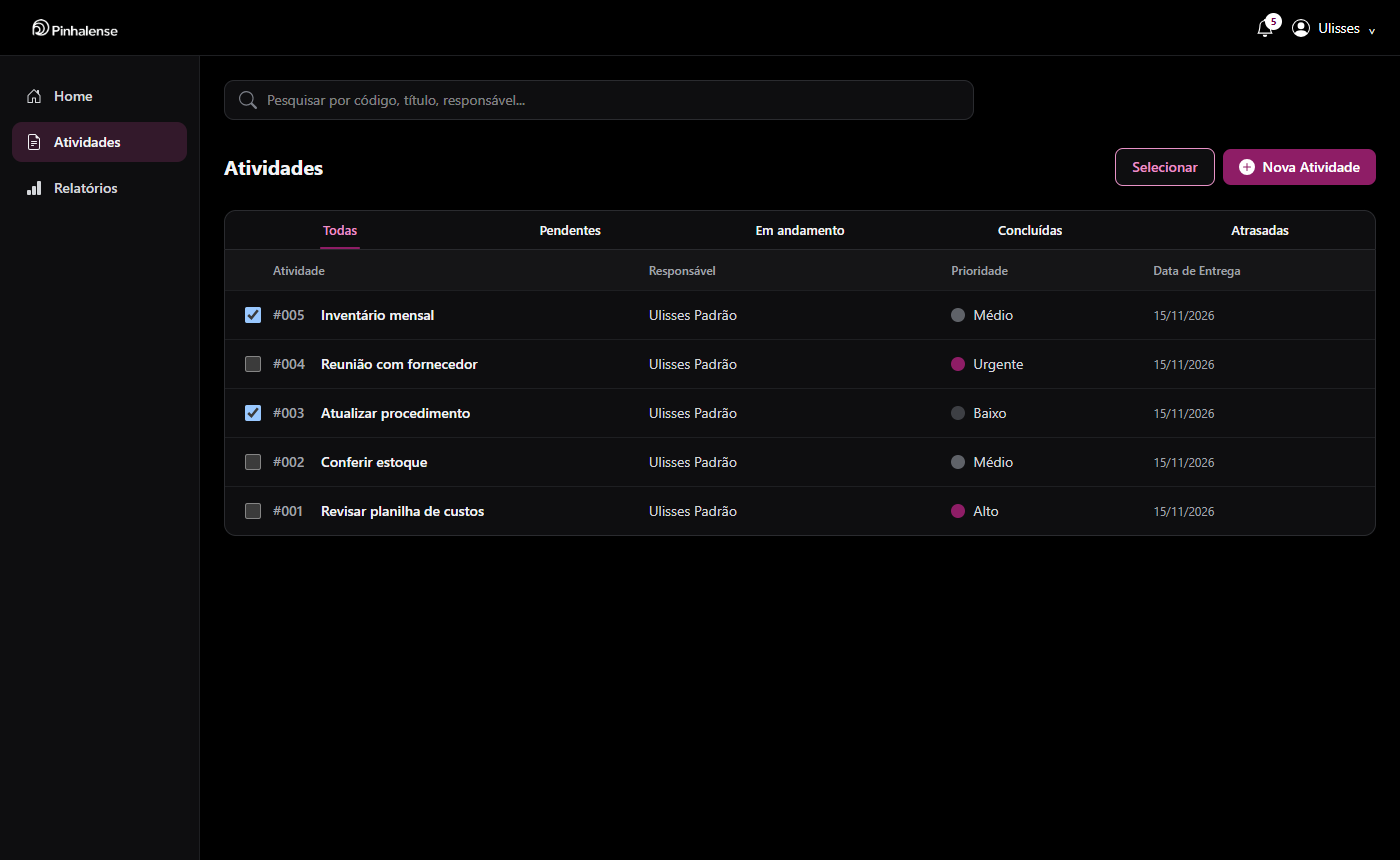 Pinhalense
5
Ulisses
Home
Atividades
Relatórios
Pesquisar por código, título, responsável...
Atividades
Selecionar
Nova Atividade
Todas Pendentes Em andamento Concluídas Atrasadas
Atividade Responsável Prioridade Data de Entrega
#005 Inventário mensal Ulisses Padrão Médio 15/11/2026
#004 Reunião com fornecedor Ulisses Padrão Urgente 15/11/2026
#003 Atualizar procedimento Ulisses Padrão Baixo 15/11/2026
#002 Conferir estoque Ulisses Padrão Médio 15/11/2026
#001 Revisar planilha de custos Ulisses Padrão Alto 15/11/2026